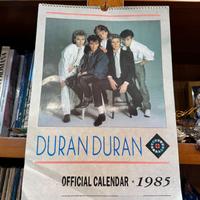 DURAN DURAN
OFFICIAL CALENDAR · 1985